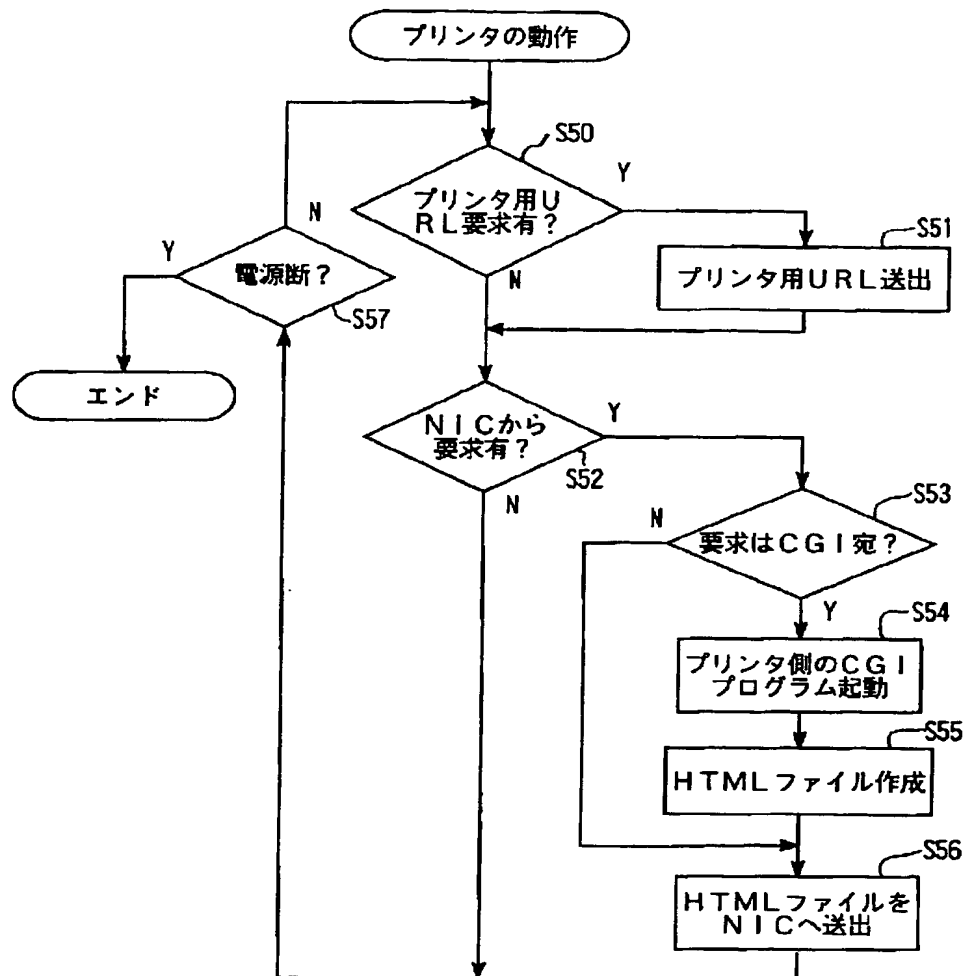 プリンタの動作
S50
プリンタ用U
RL要求有?
Y
N
S51
プリンタ用URL送出
N
Y
電源断?
S57
エンド
NICから
要求有?
Y
S52
N
S53
要求はCGI宛?
N
Y
S54
プリンタ側のCGI
プログラム起動
S55
HTMLファイル作成
S56
HTMLファイルを
NICへ送出